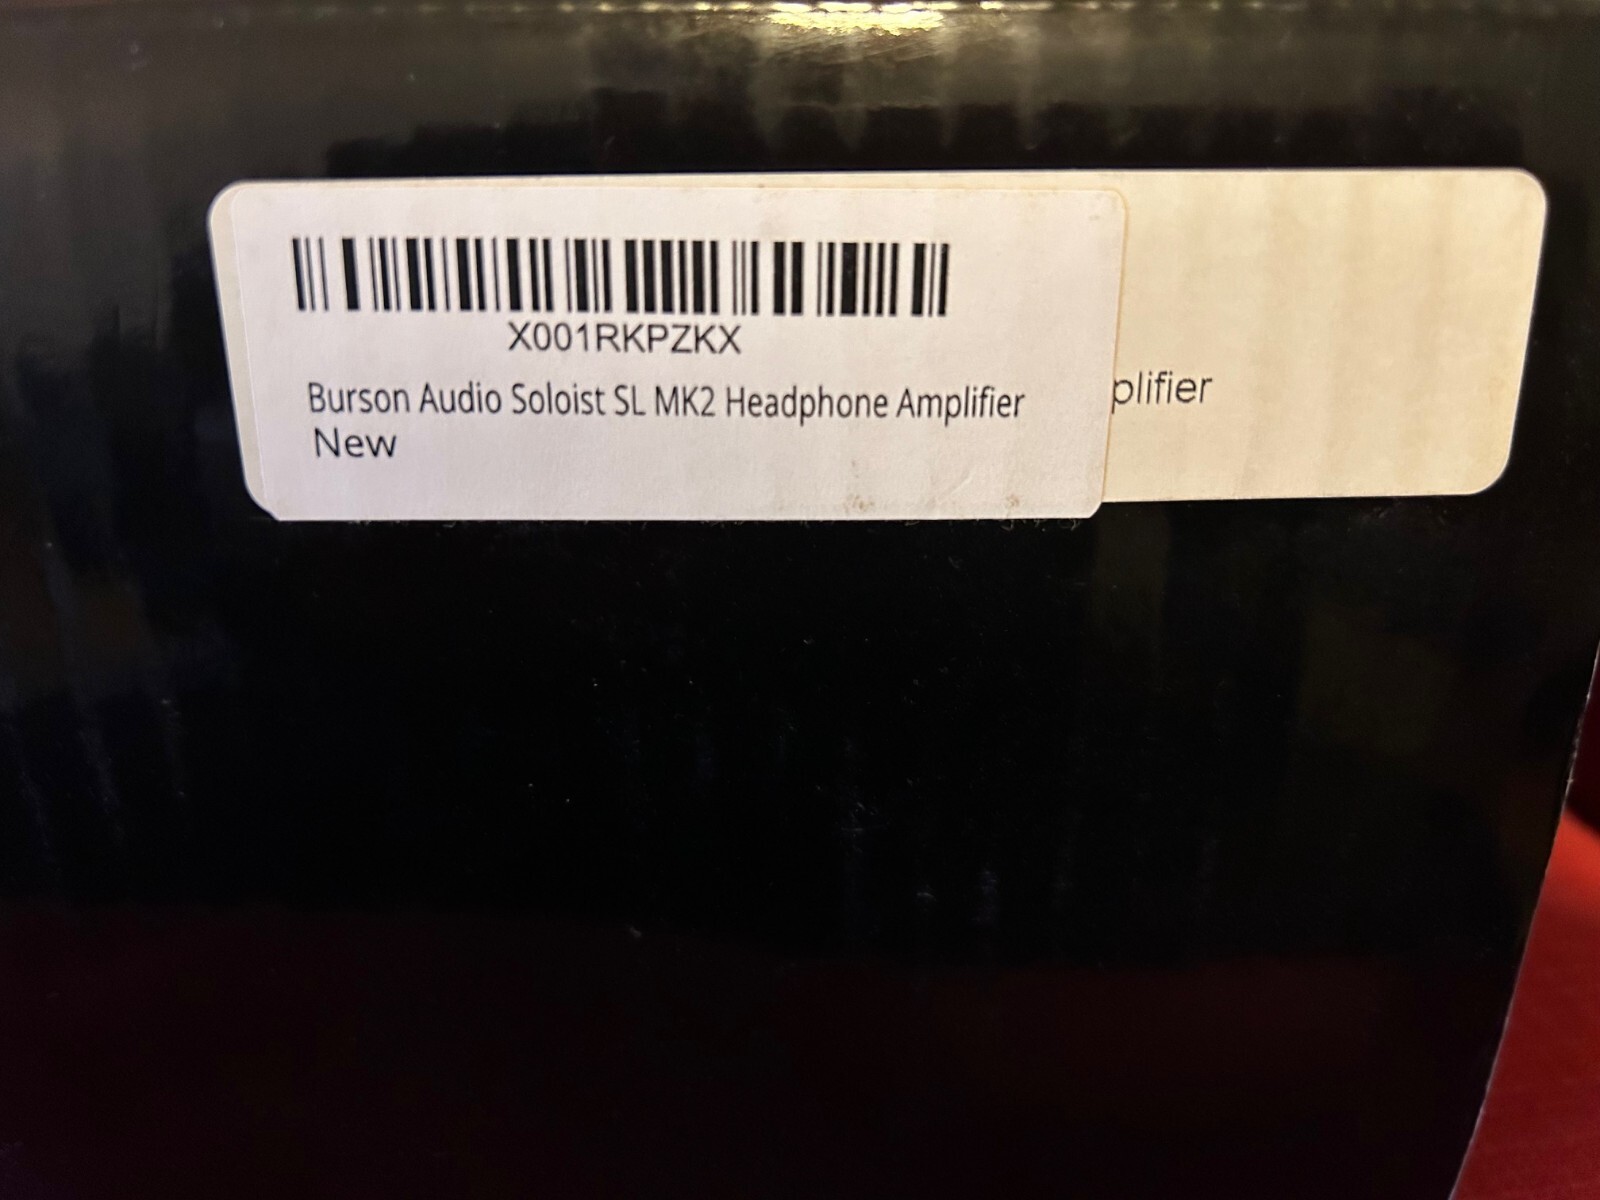 X001RKPZKX
Burson Audio Soloist SL MK2 Headphone Amplifier
New
plifier